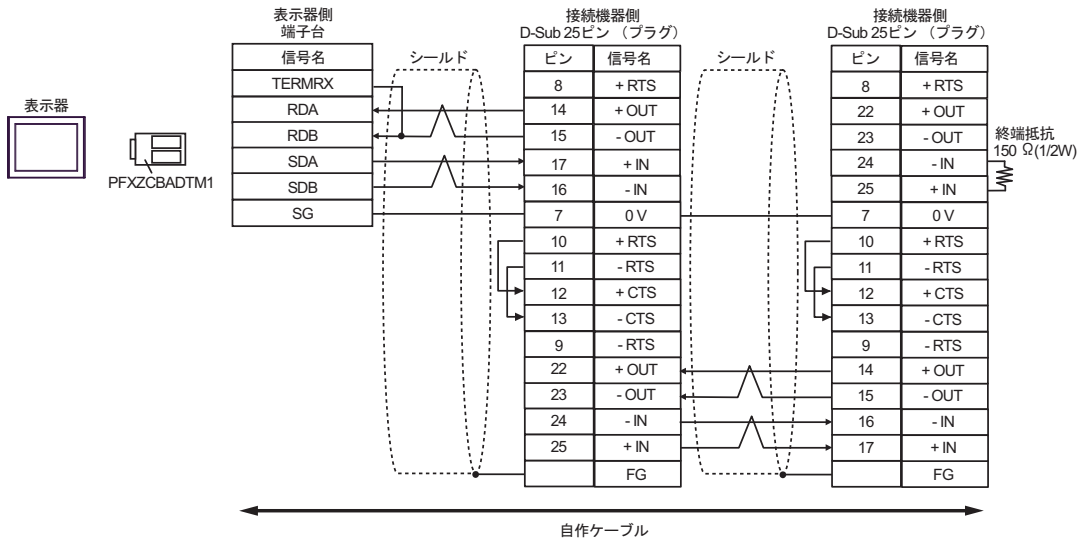 表示器
PFXZCBADTM1
表示器側
端子台
信号名
TERMRX
RDA
RDB
SDA
SDB
SG
シールド
接続機器側
D-Sub 25ピン （プラグ）
ピン 信号名
8 + RTS
14 + OUT
15 - OUT
17 + IN
16 - IN
7 0 V
10 + RTS
11 - RTS
12 + CTS
13 - CTS
9 - RTS
22 + OUT
23 - OUT
24 - IN
25 + IN
FG
シールド
接続機器側
D-Sub 25ピン （プラグ）
ピン 信号名
8 + RTS
22 + OUT
23 - OUT
24 - IN
25 + IN
7 0 V
10 + RTS
11 - RTS
12 + CTS
13 - CTS
9 - RTS
14 + OUT
15 - OUT
16 - IN
17 + IN
FG
終端抵抗
150 Ω(1/2W)
自作ケーブル